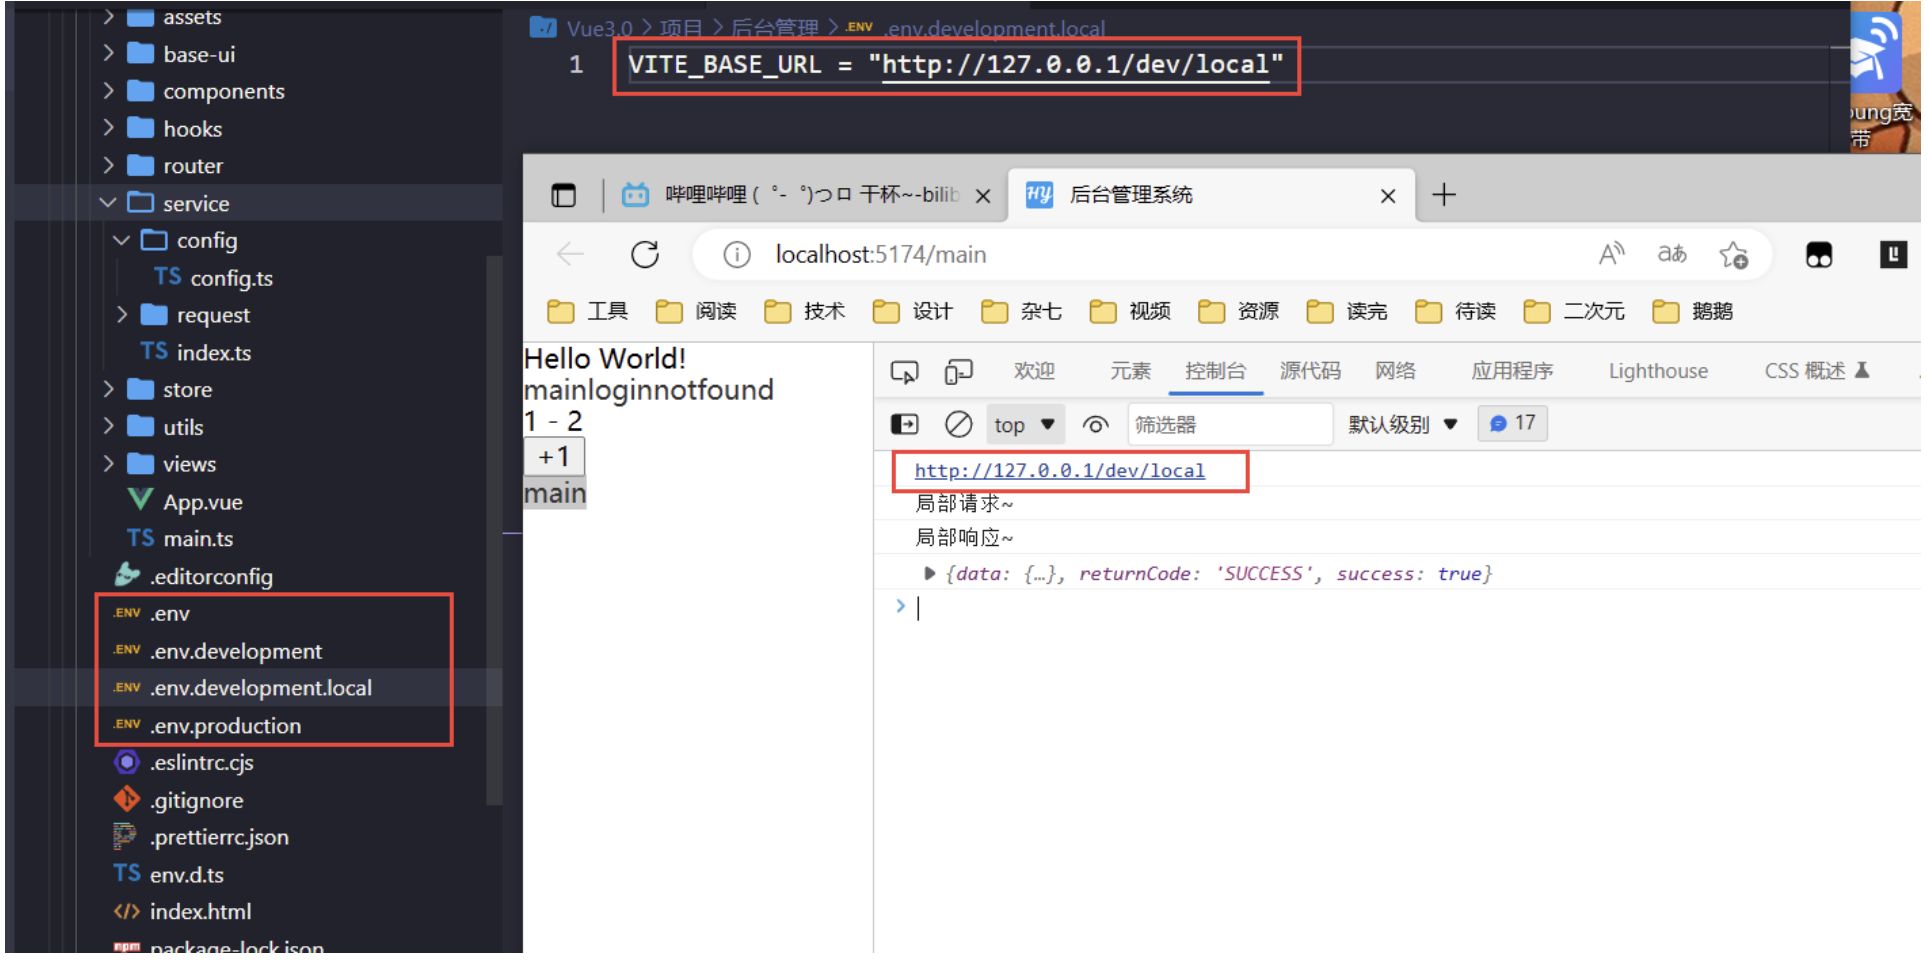 assets
base-ui
components
hooks
router
service
config
TS config.ts
request
TS index.ts
store
utils
views
App.vue
TS main.ts
.editorconfig
.ENV .env
.ENV .env.development
.ENV .env.development.local
.ENV .env.production
.eslintrc.cjs
.gitignore
.prettierrc.json
TS env.d.ts
</> index.html
npm package-lock.json
Vue3.0 > 项目 > 后台管理 > .ENV .env.development.local
1 VITE_BASE_URL = "http://127.0.0.1/dev/local"
oung宽
带
哔哩哔哩 (゜-゜)つロ 干杯~-bilib
HY 后台管理系统
localhost:5174/main
工具 阅读 技术 设计 杂七 视频 资源 读完 待读 二次元 鹅鹅
Hello World!
mainloginnotfound
1 - 2
+1
main
欢迎 元素 控制台 源代码 网络 应用程序 Lighthouse CSS 概述
top 筛选器 默认级别 17
http://127.0.0.1/dev/local
局部请求~
局部响应~
{data: {…}, returnCode: 'SUCCESS', success: true}